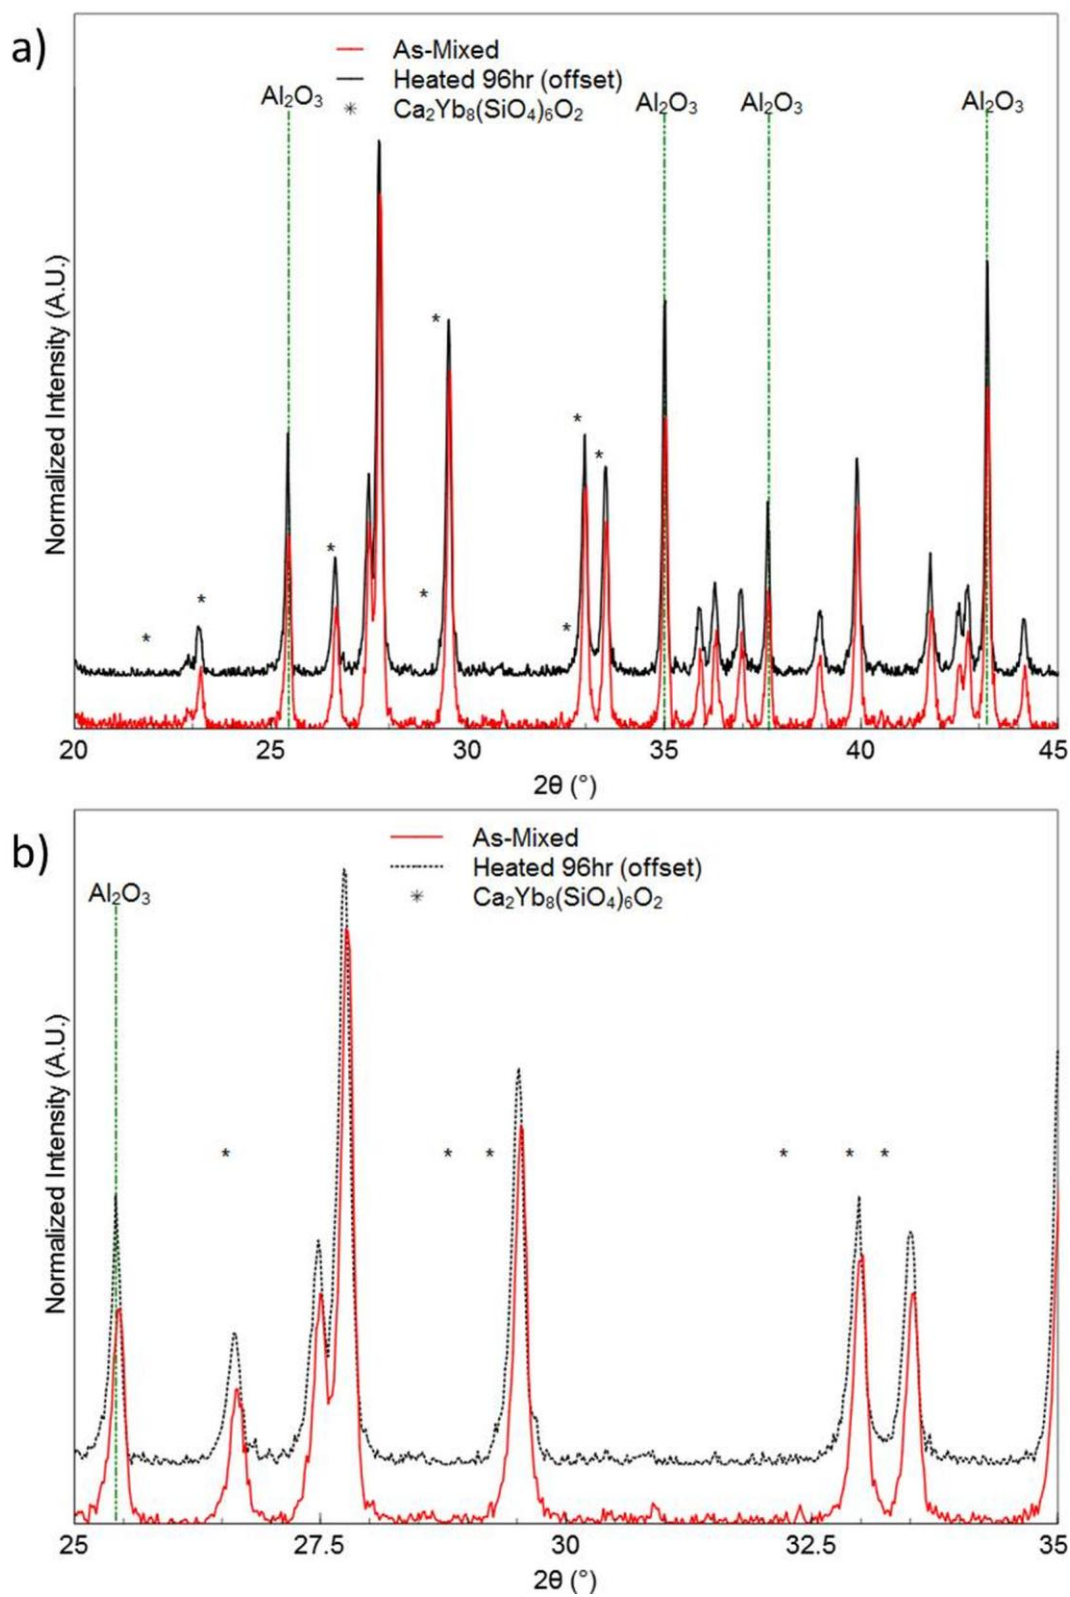 a)
As-Mixed
Heated 96hr (offset)
* Ca₂Yb₈(SiO₄)₆O₂
Al₂O₃ Al₂O₃ Al₂O₃ Al₂O₃
Normalized Intensity (A.U.)
* * * * * * * *
20 25 30 35 40 45
2θ (°)
b)
As-Mixed
Heated 96hr (offset)
* Ca₂Yb₈(SiO₄)₆O₂
Al₂O₃
Normalized Intensity (A.U.)
* * * * * *
25 27.5 30 32.5 35
2θ (°)